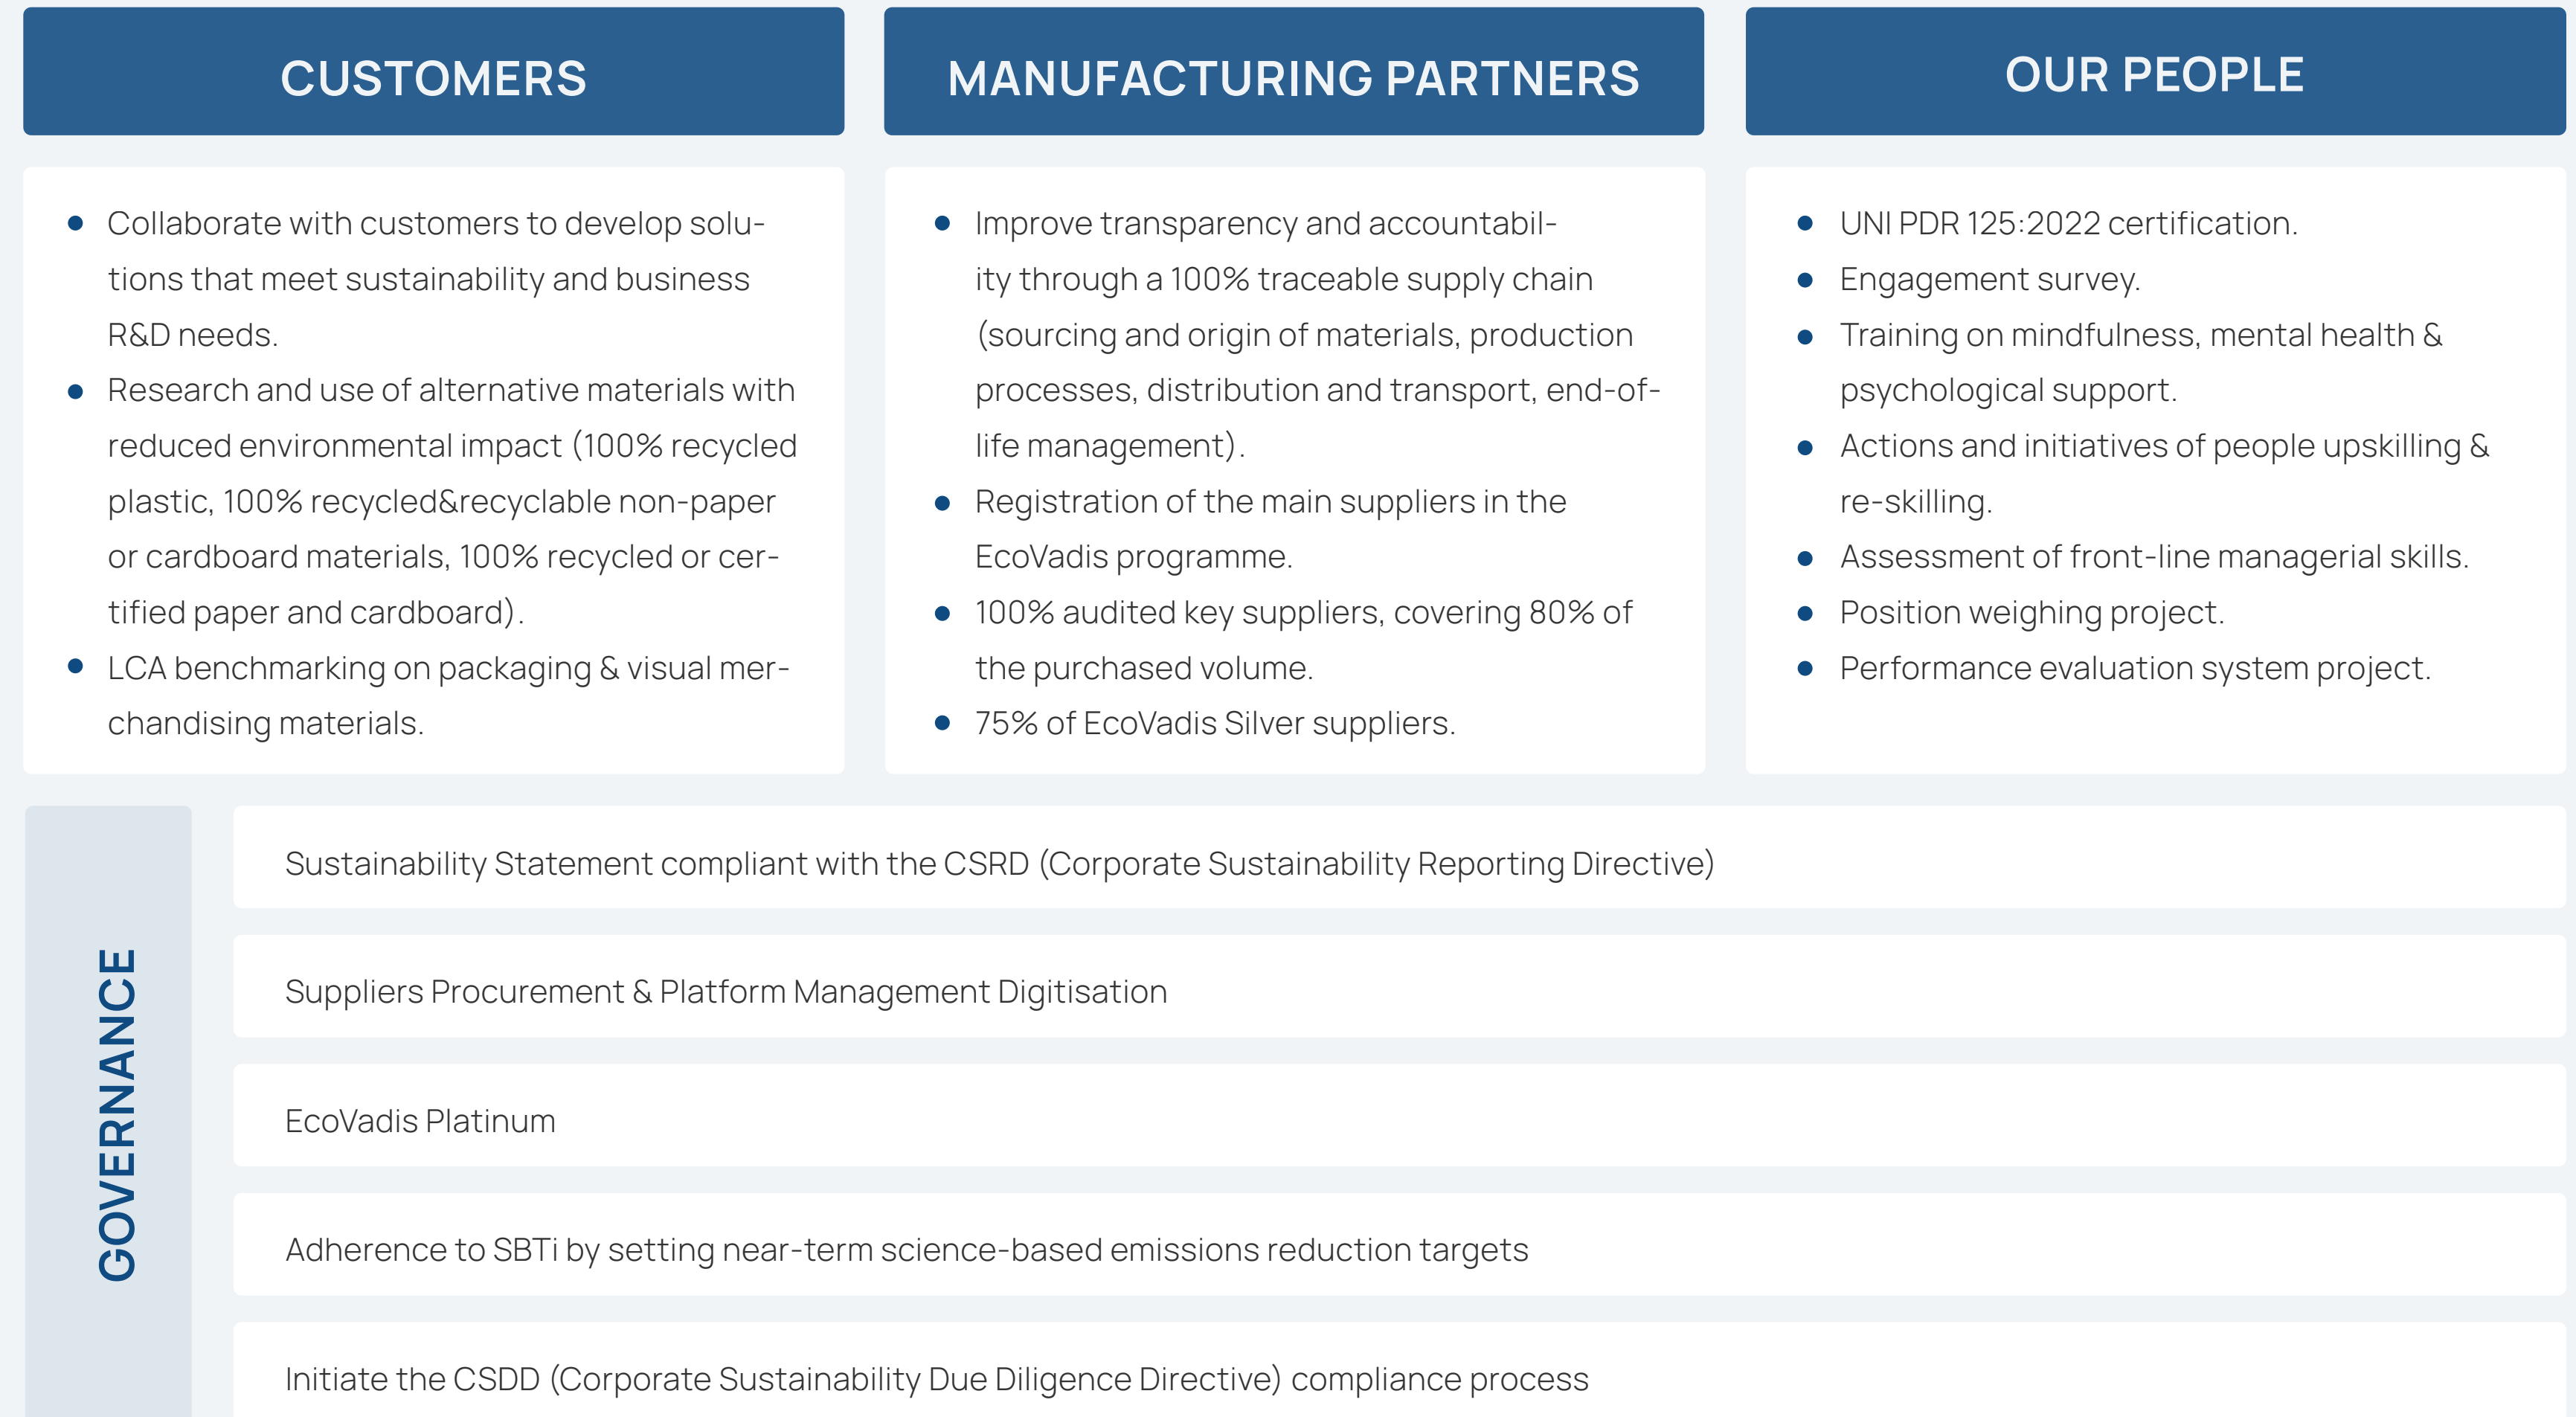 CUSTOMERS
Collaborate with customers to develop solu-
tions that meet sustainability and business
R&D needs.
Research and use of alternative materials with
reduced environmental impact (100% recycled
plastic, 100% recycled&recyclable non-paper
or cardboard materials, 100% recycled or cer-
tified paper and cardboard).
LCA benchmarking on packaging & visual mer-
chandising materials.
MANUFACTURING PARTNERS
Improve transparency and accountabil-
ity through a 100% traceable supply chain
(sourcing and origin of materials, production
processes, distribution and transport, end-of-
life management).
Registration of the main suppliers in the
EcoVadis programme.
100% audited key suppliers, covering 80% of
the purchased volume.
75% of EcoVadis Silver suppliers.
OUR PEOPLE
UNI PDR 125:2022 certification.
Engagement survey.
Training on mindfulness, mental health &
psychological support.
Actions and initiatives of people upskilling &
re-skilling.
Assessment of front-line managerial skills.
Position weighing project.
Performance evaluation system project.
GOVERNANCE
Sustainability Statement compliant with the CSRD (Corporate Sustainability Reporting Directive)
Suppliers Procurement & Platform Management Digitisation
EcoVadis Platinum
Adherence to SBTi by setting near-term science-based emissions reduction targets
Initiate the CSDD (Corporate Sustainability Due Diligence Directive) compliance process